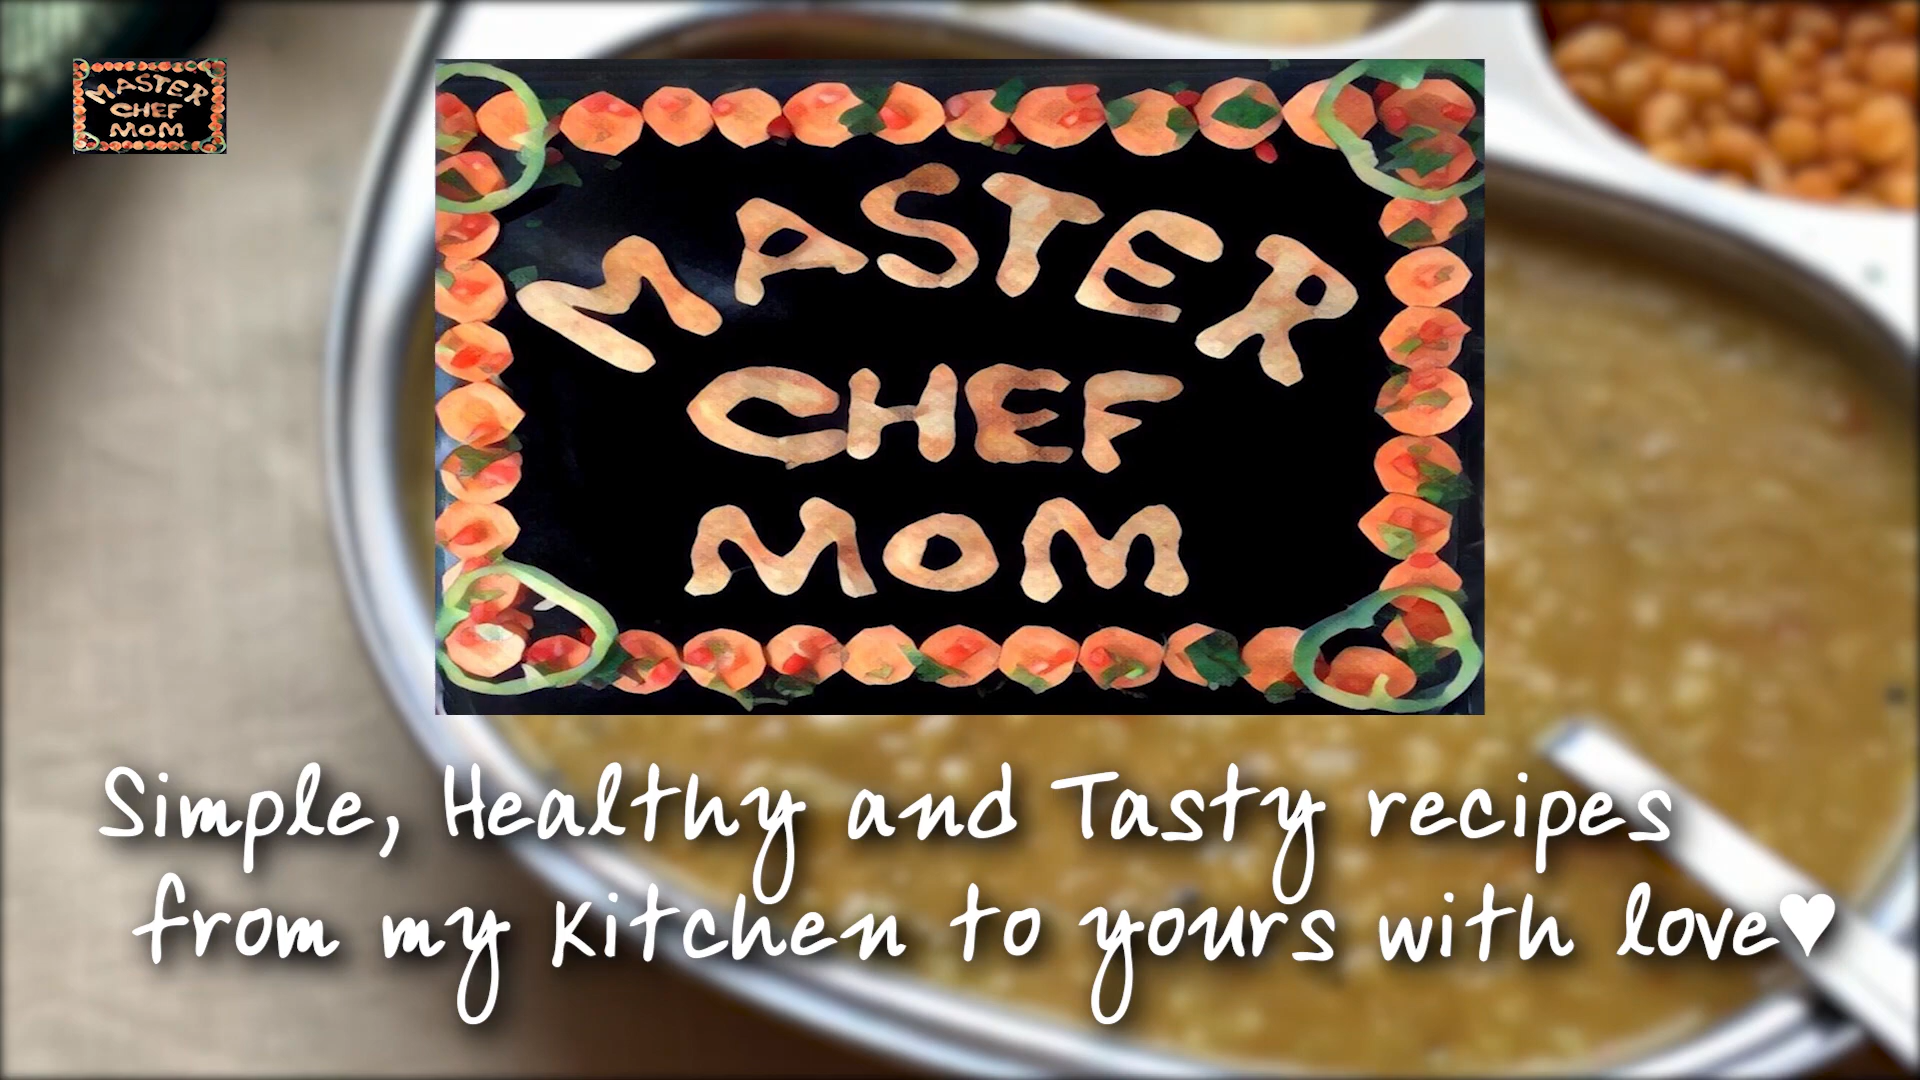 MASTER
CHEF
MOM
MASTER
CHEF
MOM
Simple, Healthy and Tasty recipes
from my Kitchen to yours with love♥